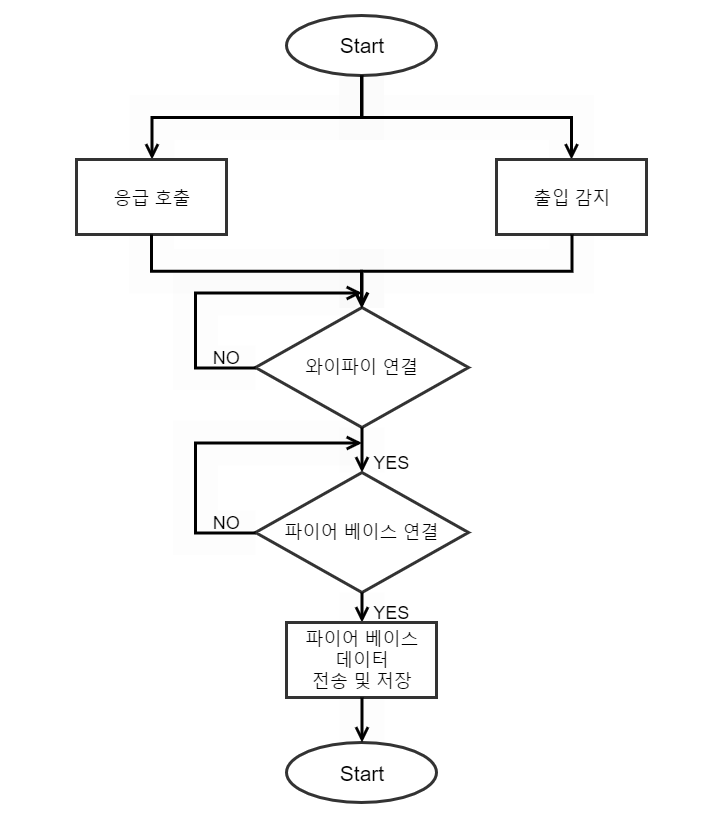 Start
응급 호출
출입 감지
와이파이 연결
NO
YES
파이어 베이스 연결
NO
YES
파이어 베이스
데이터
전송 및 저장
Start